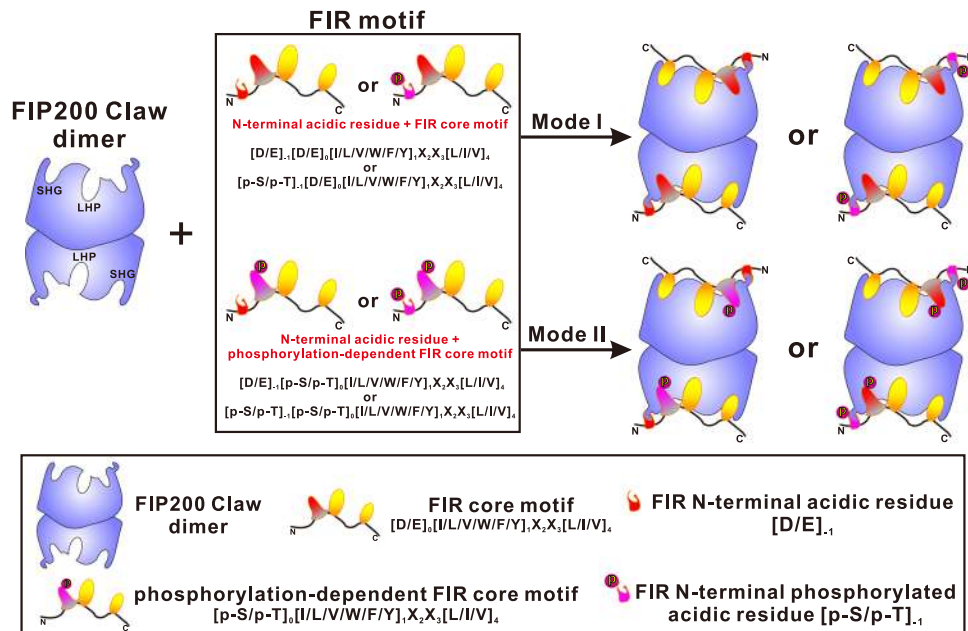 FIR motif
FIP200 Claw
dimer
SHG
LHP
LHP
SHG
+
P
or
N
C
N-terminal acidic residue + FIR core motif
[D/E]₋₁[D/E]₀[I/L/V/W/F/Y]₁X₂X₃[L/I/V]₄
or
[p-S/p-T]₋₁[D/E]₀[I/L/V/W/F/Y]₁X₂X₃[L/I/V]₄
P
P
P
or
N
C
N-terminal acidic residue +
phosphorylation-dependent FIR core motif
[D/E]₋₁[p-S/p-T]₀[I/L/V/W/F/Y]₁X₂X₃[L/I/V]₄
or
[p-S/p-T]₋₁[p-S/p-T]₀[I/L/V/W/F/Y]₁X₂X₃[L/I/V]₄
Mode I
C
N
N
C
or
C
N
P
P
N
C
Mode II
C
N
P
P
P
N
C
or
C
N
P
P
P
P
N
C
FIP200 Claw
dimer
N
C
FIR core motif
[D/E]₀[I/L/V/W/F/Y]₁X₂X₃[L/I/V]₄
FIR N-terminal acidic residue
[D/E]₋₁
P
N
C
phosphorylation-dependent FIR core motif
[p-S/p-T]₀[I/L/V/W/F/Y]₁X₂X₃[L/I/V]₄
P
FIR N-terminal phosphorylated
acidic residue [p-S/p-T]₋₁